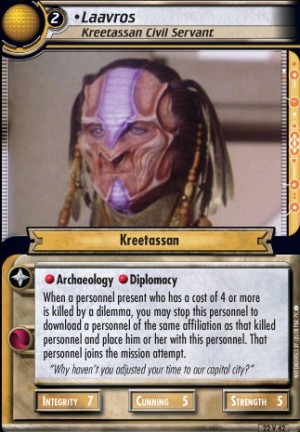 2
•Laavros
Kreetassan Civil Servant
Kreetassan
Archaeology Diplomacy
When a personnel present who has a cost of 4 or more
is killed by a dilemma, you may stop this personnel to
download a personnel of the same affiliation as that killed
personnel and place him or her with this personnel. That
personnel joins the mission attempt.
"Why haven't you adjusted your time to our capital city?"
Integrity 7 Cunning 5 Strength 5